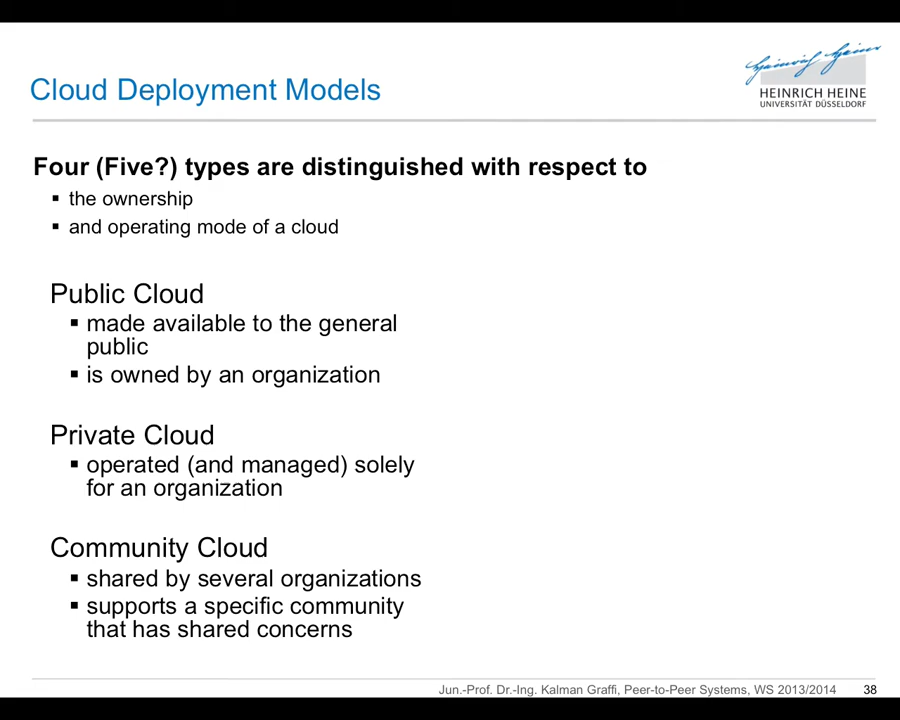 Cloud Deployment Models
Heinrich Heine
HEINRICH HEINE
UNIVERSITÄT DÜSSELDORF
Four (Five?) types are distinguished with respect to
▪ the ownership
▪ and operating mode of a cloud
Public Cloud
▪ made available to the general
public
▪ is owned by an organization
Private Cloud
▪ operated (and managed) solely
for an organization
Community Cloud
▪ shared by several organizations
▪ supports a specific community
that has shared concerns
Jun.-Prof. Dr.-Ing. Kalman Graffi, Peer-to-Peer Systems, WS 2013/2014 38